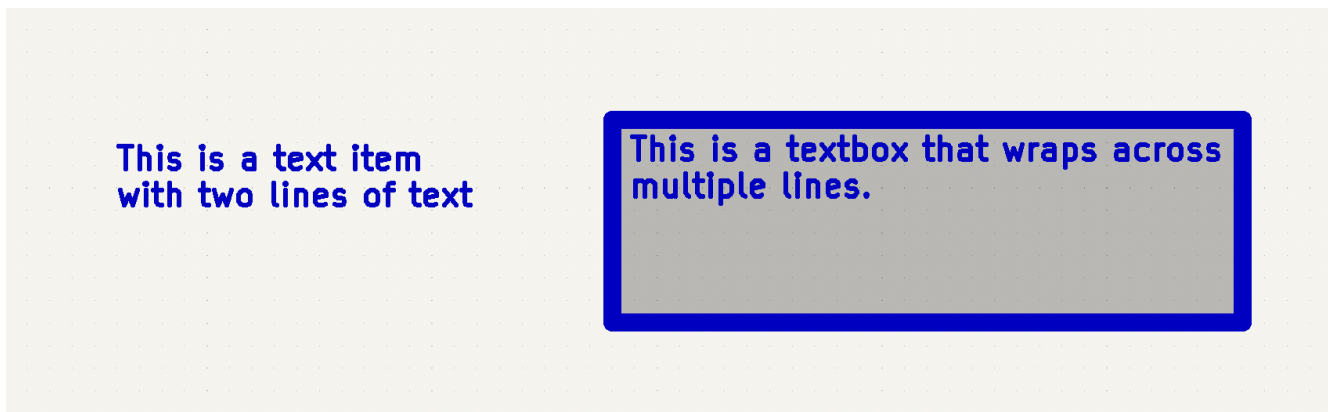 This is a text item
with two lines of text
This is a textbox that wraps across
multiple lines.